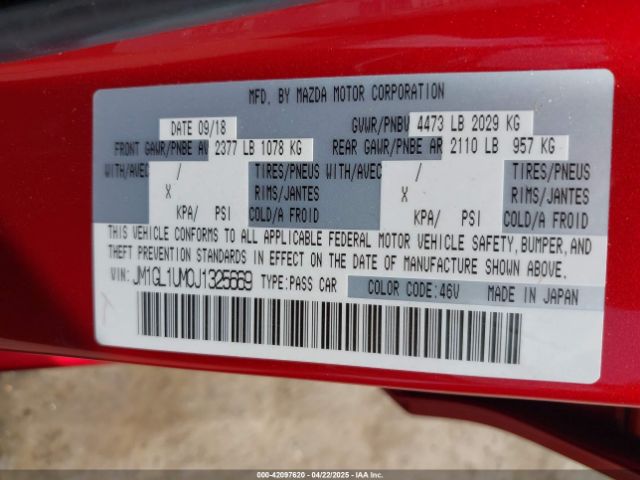 MFD. BY MAZDA MOTOR CORPORATION
DATE 09/18 GVWR/PNBV 4473 LB 2029 KG
FRONT GAWR/PNBE AV 2377 LB 1078 KG REAR GAWR/PNBE AR 2110 LB 957 KG
WITH/AVEC / TIRES/PNEUS WITH/AVEC / TIRES/PNEUS
X RIMS/JANTES X RIMS/JANTES
KPA/ PSI COLD/A FROID KPA/ PSI COLD/A FROID
THIS VEHICLE CONFORMS TO ALL APPLICABLE FEDERAL MOTOR VEHICLE SAFETY, BUMPER, AND
THEFT PREVENTION STANDARDS IN EFFECT ON THE DATE OF MANUFACTURE SHOWN ABOVE.
VIN: JM1GL1UM0J1325669 TYPE:PASS CAR COLOR CODE:46V MADE IN JAPAN
000-42097620 - 04/22/2025 - IAAI.COM